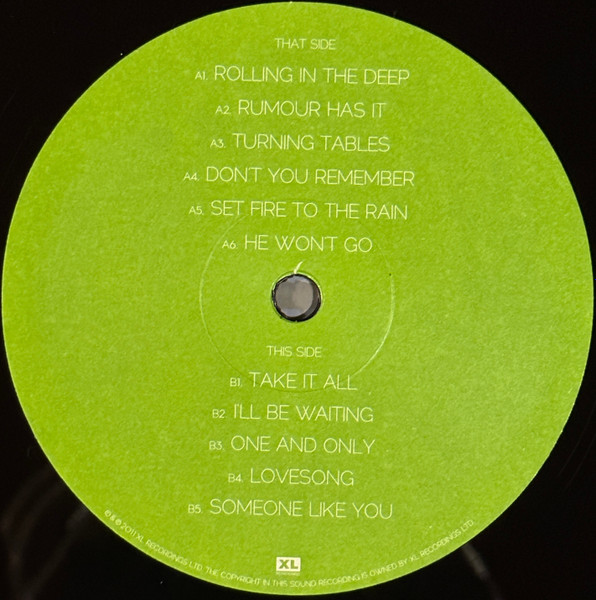 THAT SIDE
A1. ROLLING IN THE DEEP
A2. RUMOUR HAS IT
A3. TURNING TABLES
A4. DON'T YOU REMEMBER
A5. SET FIRE TO THE RAIN
A6. HE WON'T GO
THIS SIDE
B1. TAKE IT ALL
B2. I'LL BE WAITING
B3. ONE AND ONLY
B4. LOVESONG
B5. SOMEONE LIKE YOU
XL
℗ & © 2011 XL RECORDINGS LTD. THE COPYRIGHT IN THIS SOUND RECORDING IS OWNED BY XL RECORDINGS LTD.